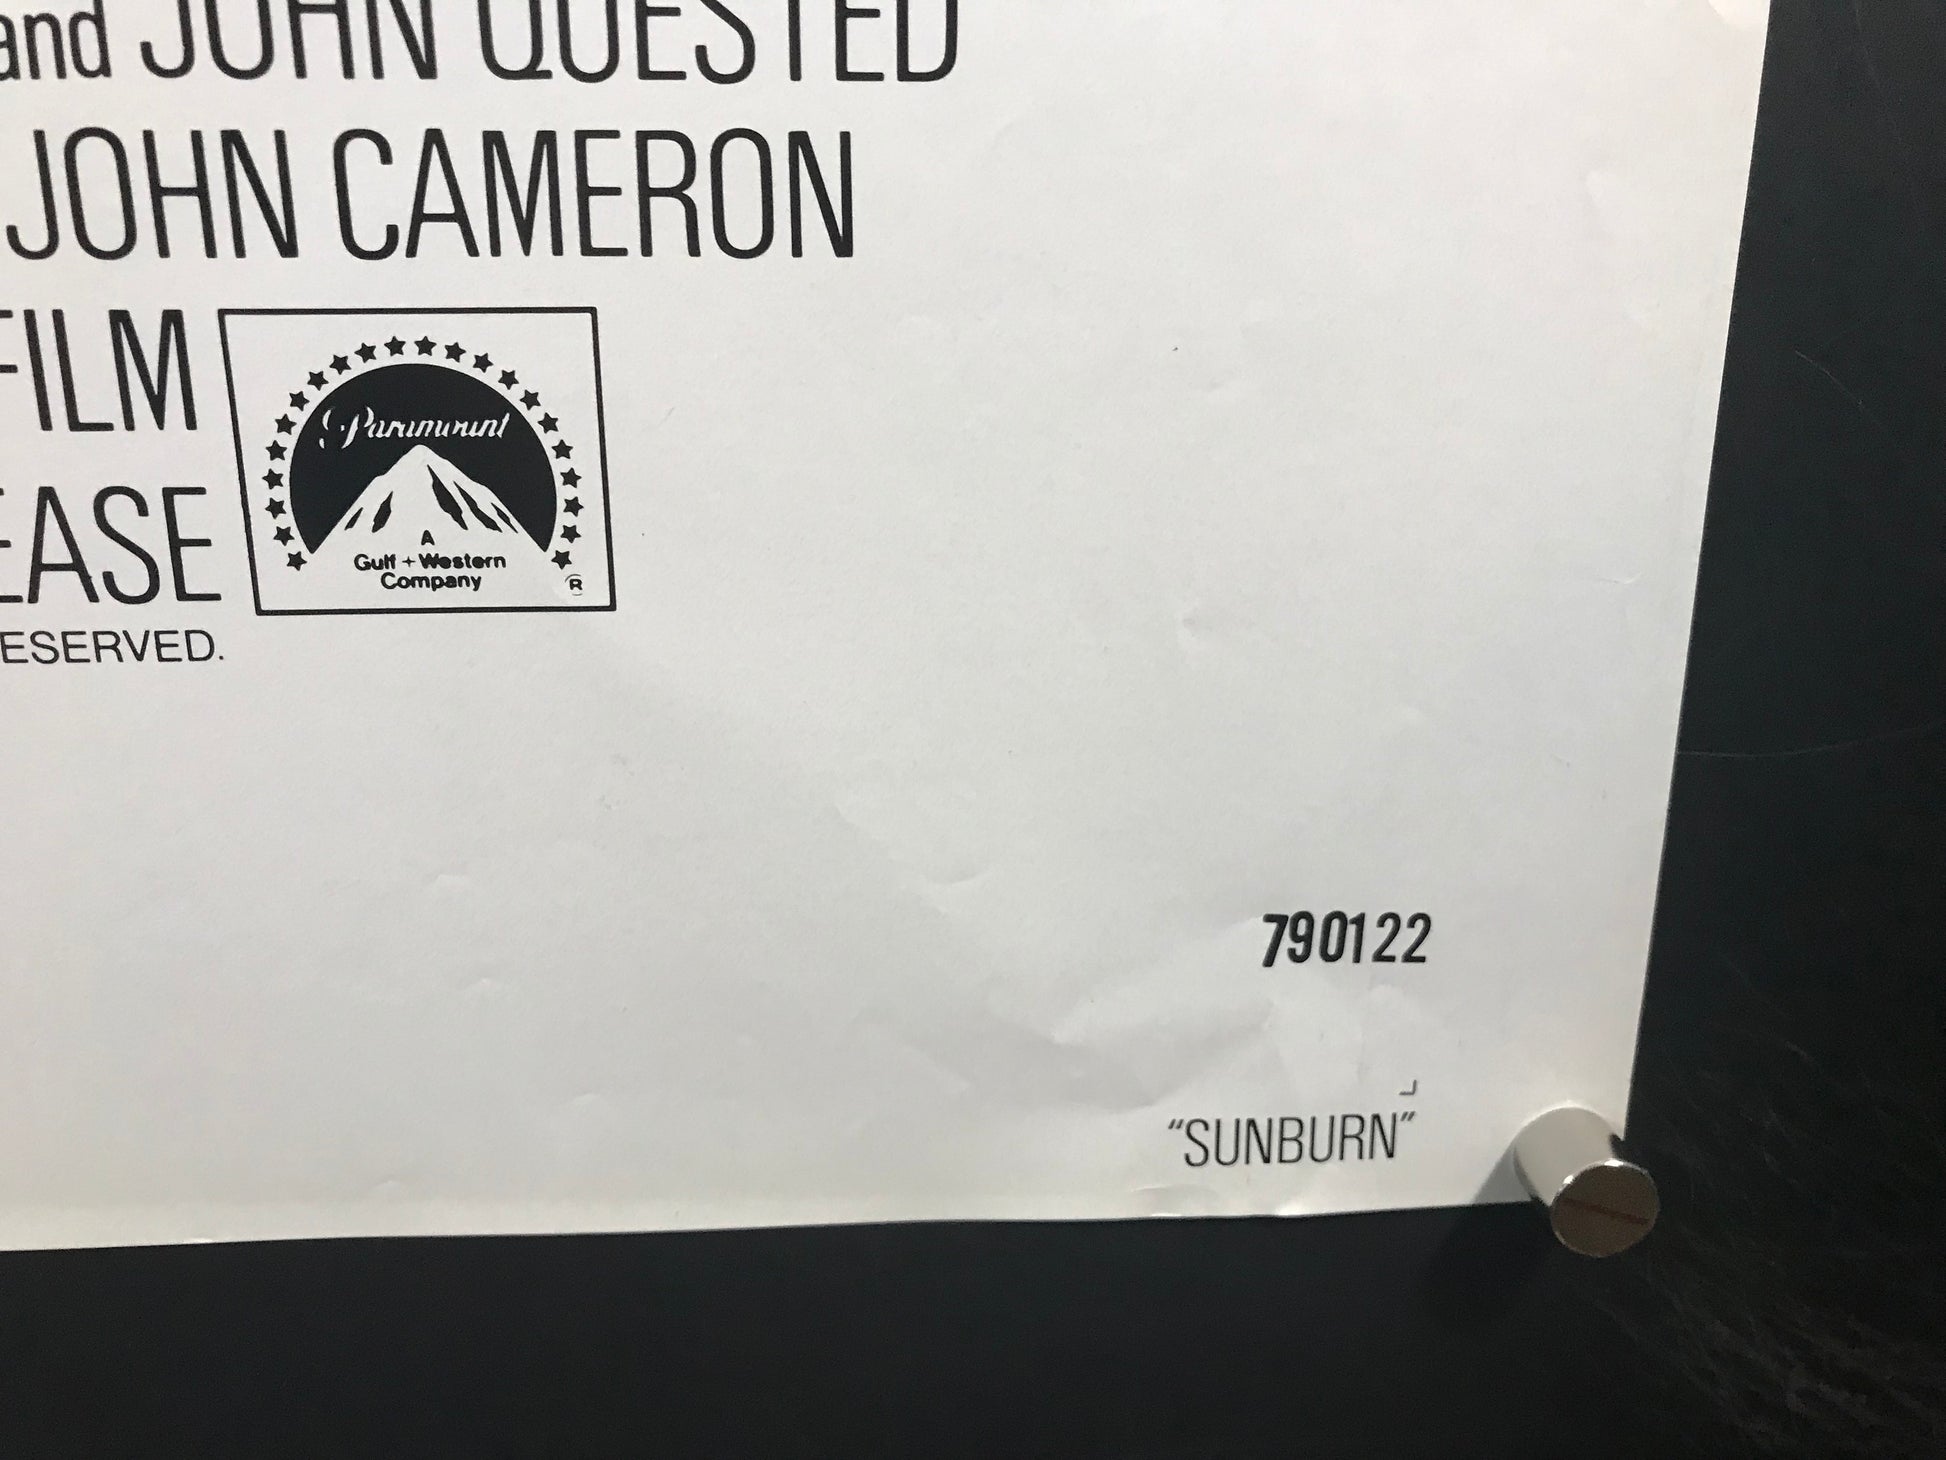 and JOHN QUESTED
JOHN CAMERON
FILM
EASE
ESERVED.
Paramount
A
Gulf + Western
Company
®
790122
"SUNBURN"